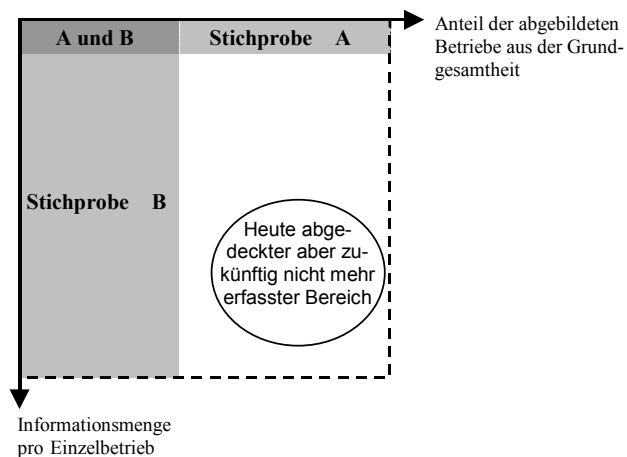 A und B
Stichprobe A
Anteil der abgebildeten
Betriebe aus der Grund-
gesamtheit
Stichprobe B
Heute abge-
deckter aber zu-
künftig nicht mehr
erfasster Bereich
Informationsmenge
pro Einzelbetrieb